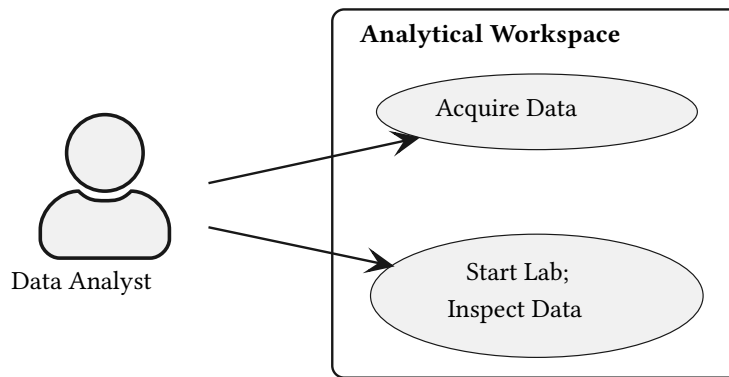 Analytical Workspace
Acquire Data
Data Analyst
Start Lab;
Inspect Data